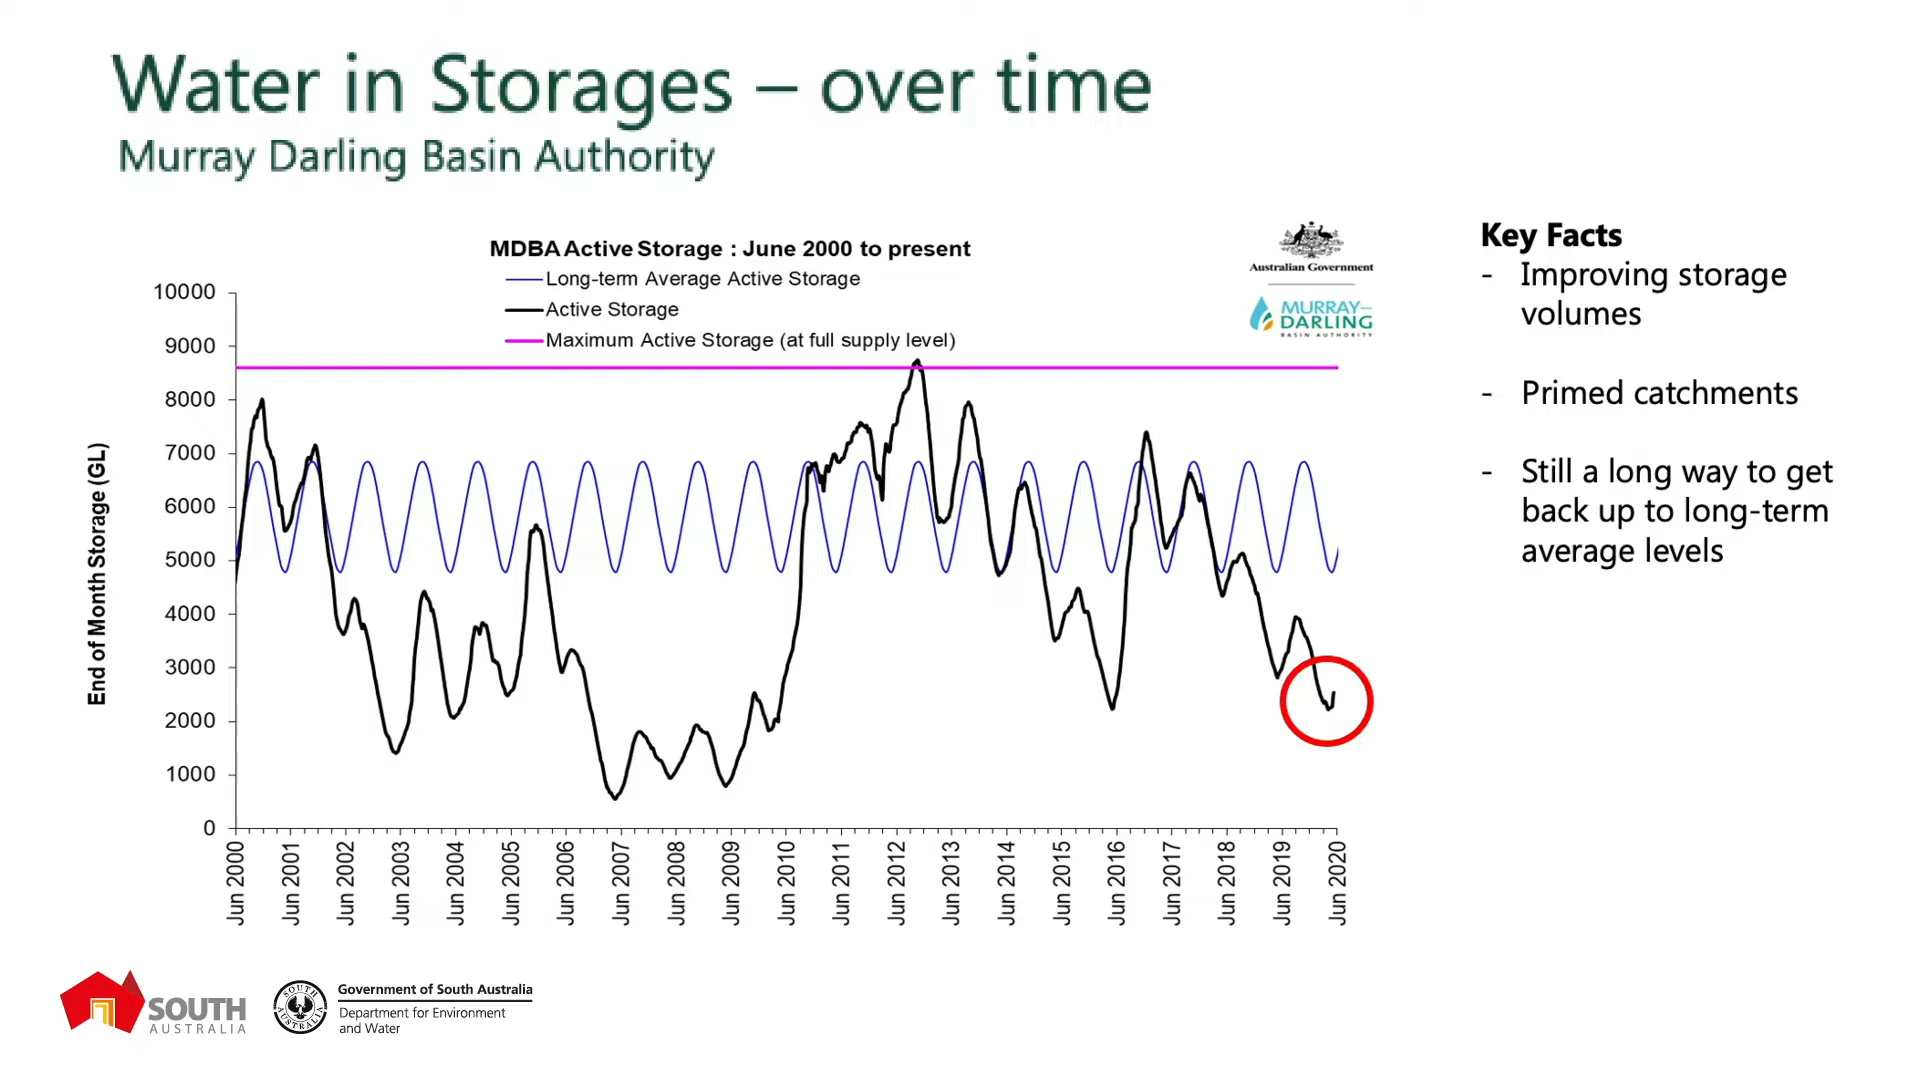 Water in Storages – over time
Murray Darling Basin Authority
MDBA Active Storage : June 2000 to present
Long-term Average Active Storage
Active Storage
Maximum Active Storage (at full supply level)
Australian Government
MURRAY–
DARLING
BASIN AUTHORITY
End of Month Storage (GL)
10000
9000
8000
7000
6000
5000
4000
3000
2000
1000
0
Jun 2000
Jun 2001
Jun 2002
Jun 2003
Jun 2004
Jun 2005
Jun 2006
Jun 2007
Jun 2008
Jun 2009
Jun 2010
Jun 2011
Jun 2012
Jun 2013
Jun 2014
Jun 2015
Jun 2016
Jun 2017
Jun 2018
Jun 2019
Jun 2020
Key Facts
- Improving storage
volumes
- Primed catchments
- Still a long way to get
back up to long-term
average levels
SOUTH
AUSTRALIA
SOUTH
AUSTRALIA
Government of South Australia
Department for Environment
and Water